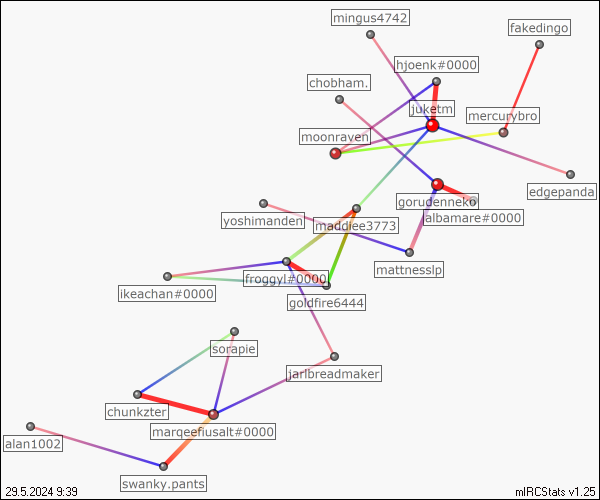 mingus4742
fakedingo
hjoenk#0000
chobham.
juketm
mercurybro
moonraven
edgepanda
gorudenneko
albamare#0000
yoshimanden
maddlee3773
mattnesslp
froggyl#0000
ikeachan#0000
goldfire6444
sorapie
jarlbreadmaker
chunkzter
marqeefiusalt#0000
alan1002
swanky.pants
29.5.2024 9:39
mIRCStats v1.25